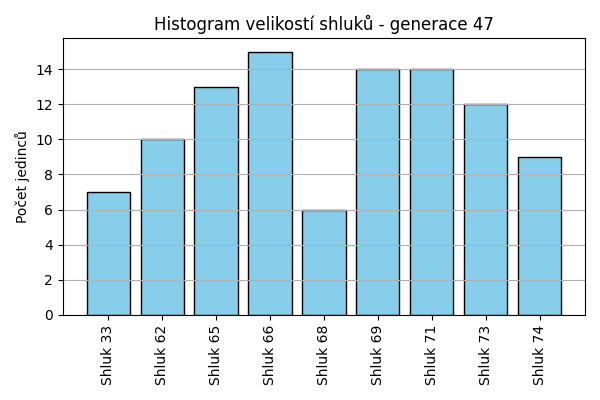 Histogram velikostí shluků - generace 47
Počet jedinců
14
12
10
8
6
4
2
0
Shluk 33
Shluk 62
Shluk 65
Shluk 66
Shluk 68
Shluk 69
Shluk 71
Shluk 73
Shluk 74